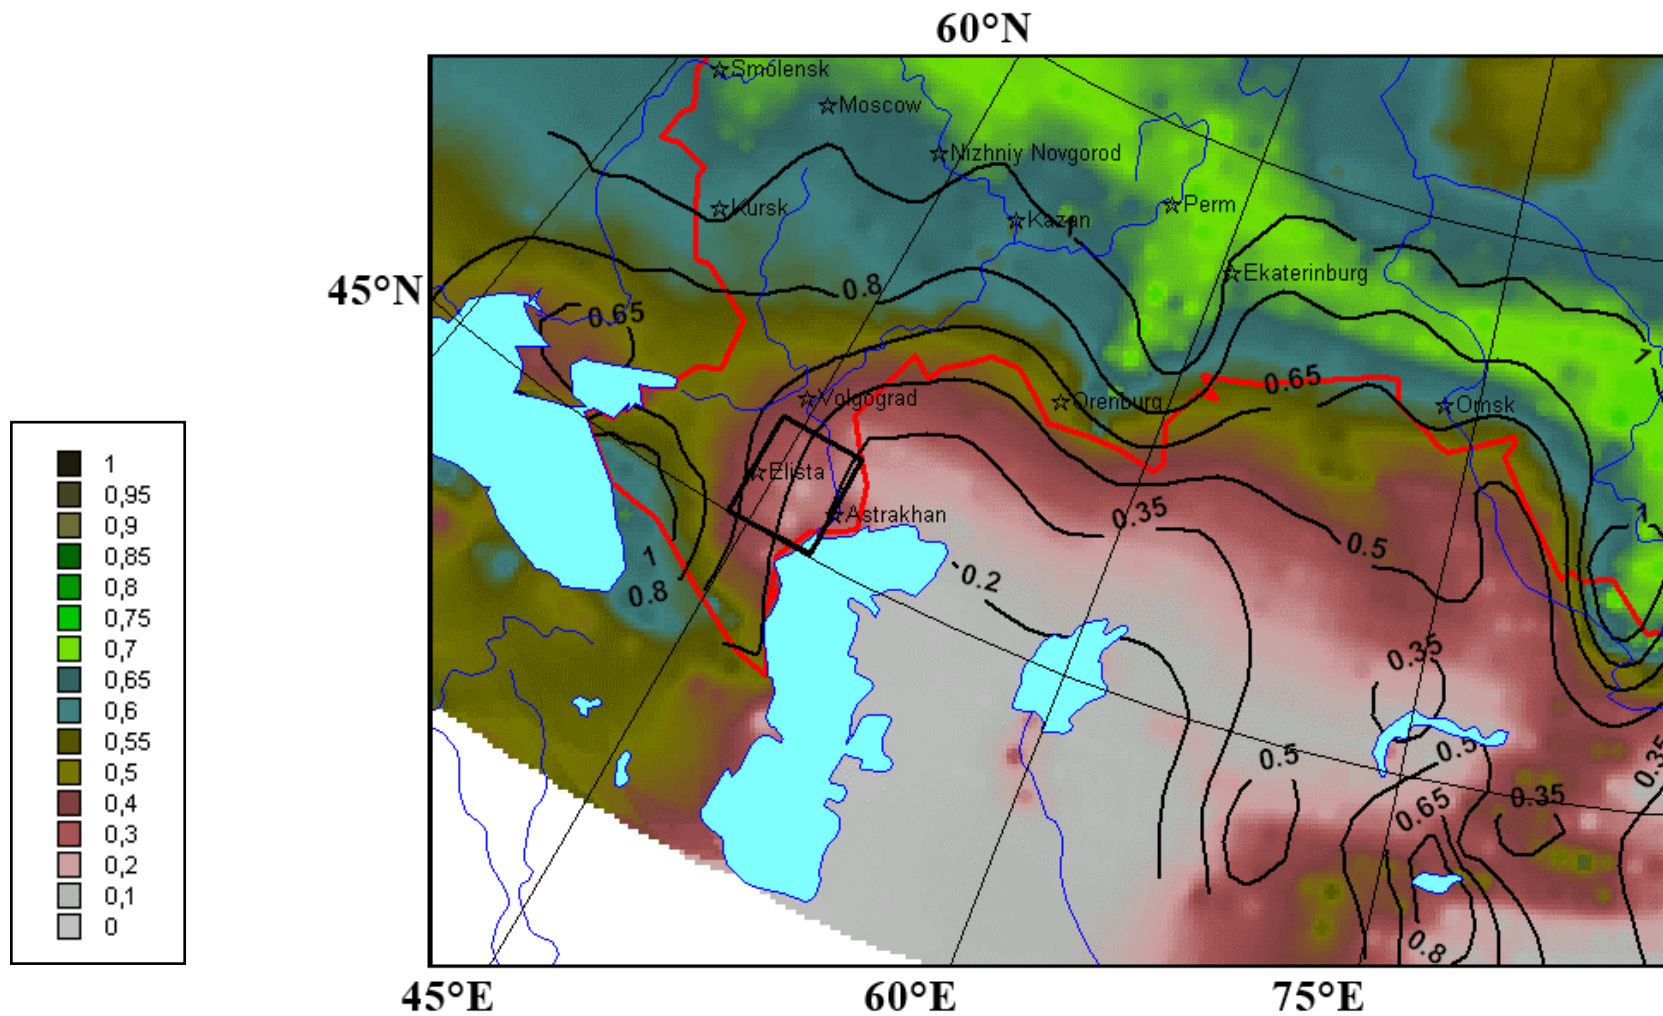 60°N
Smolensk
Moscow
Nizhniy Novgorod
Kursk
Kazan
Perm
1
Ekaterinburg
45°N
0.8
0.65
1
0.65
Volgograd
Orenburg
Omsk
Elista
1
0,95
0,9
0,85
0,8
0,75
0,7
0,65
0,6
0,55
0,5
0,4
0,3
0,2
0,1
0
Astrakhan
0.35
1
0.5
1
0.2
0.8
0.35
0.5
0.5
0.35
0.35
0.65
0.8
45°E
60°E
75°E